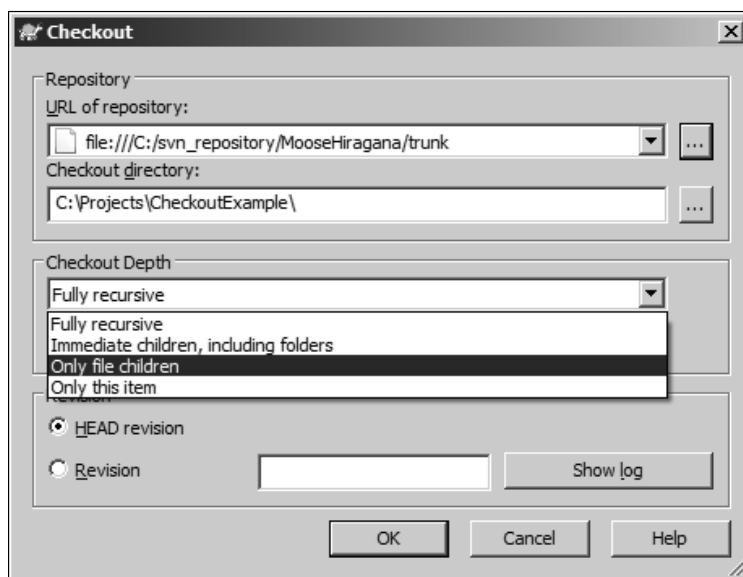 Checkout
Repository
URL of repository:
file:///C:/svn_repository/MooseHiragana/trunk
...
Checkout directory:
C:\Projects\CheckoutExample\
...
Checkout Depth
Fully recursive
Fully recursive
Immediate children, including folders
Only file children
Only this item
Revision
HEAD revision
Revision
Show log
OK Cancel Help